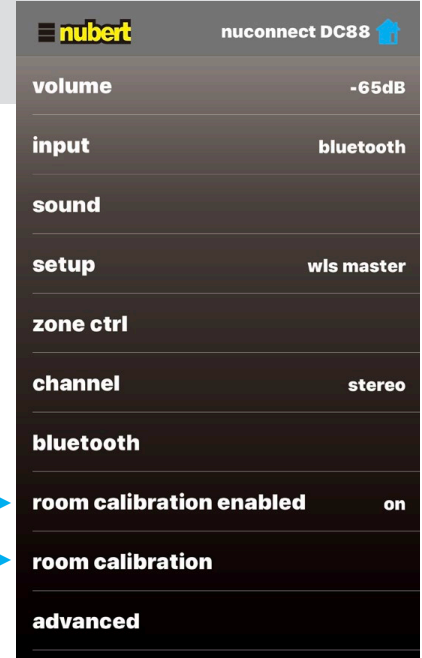 nubert nuconnect DC88
volume -65dB
input bluetooth
sound
setup wls master
zone ctrl
channel stereo
bluetooth
room calibration enabled on
room calibration
advanced